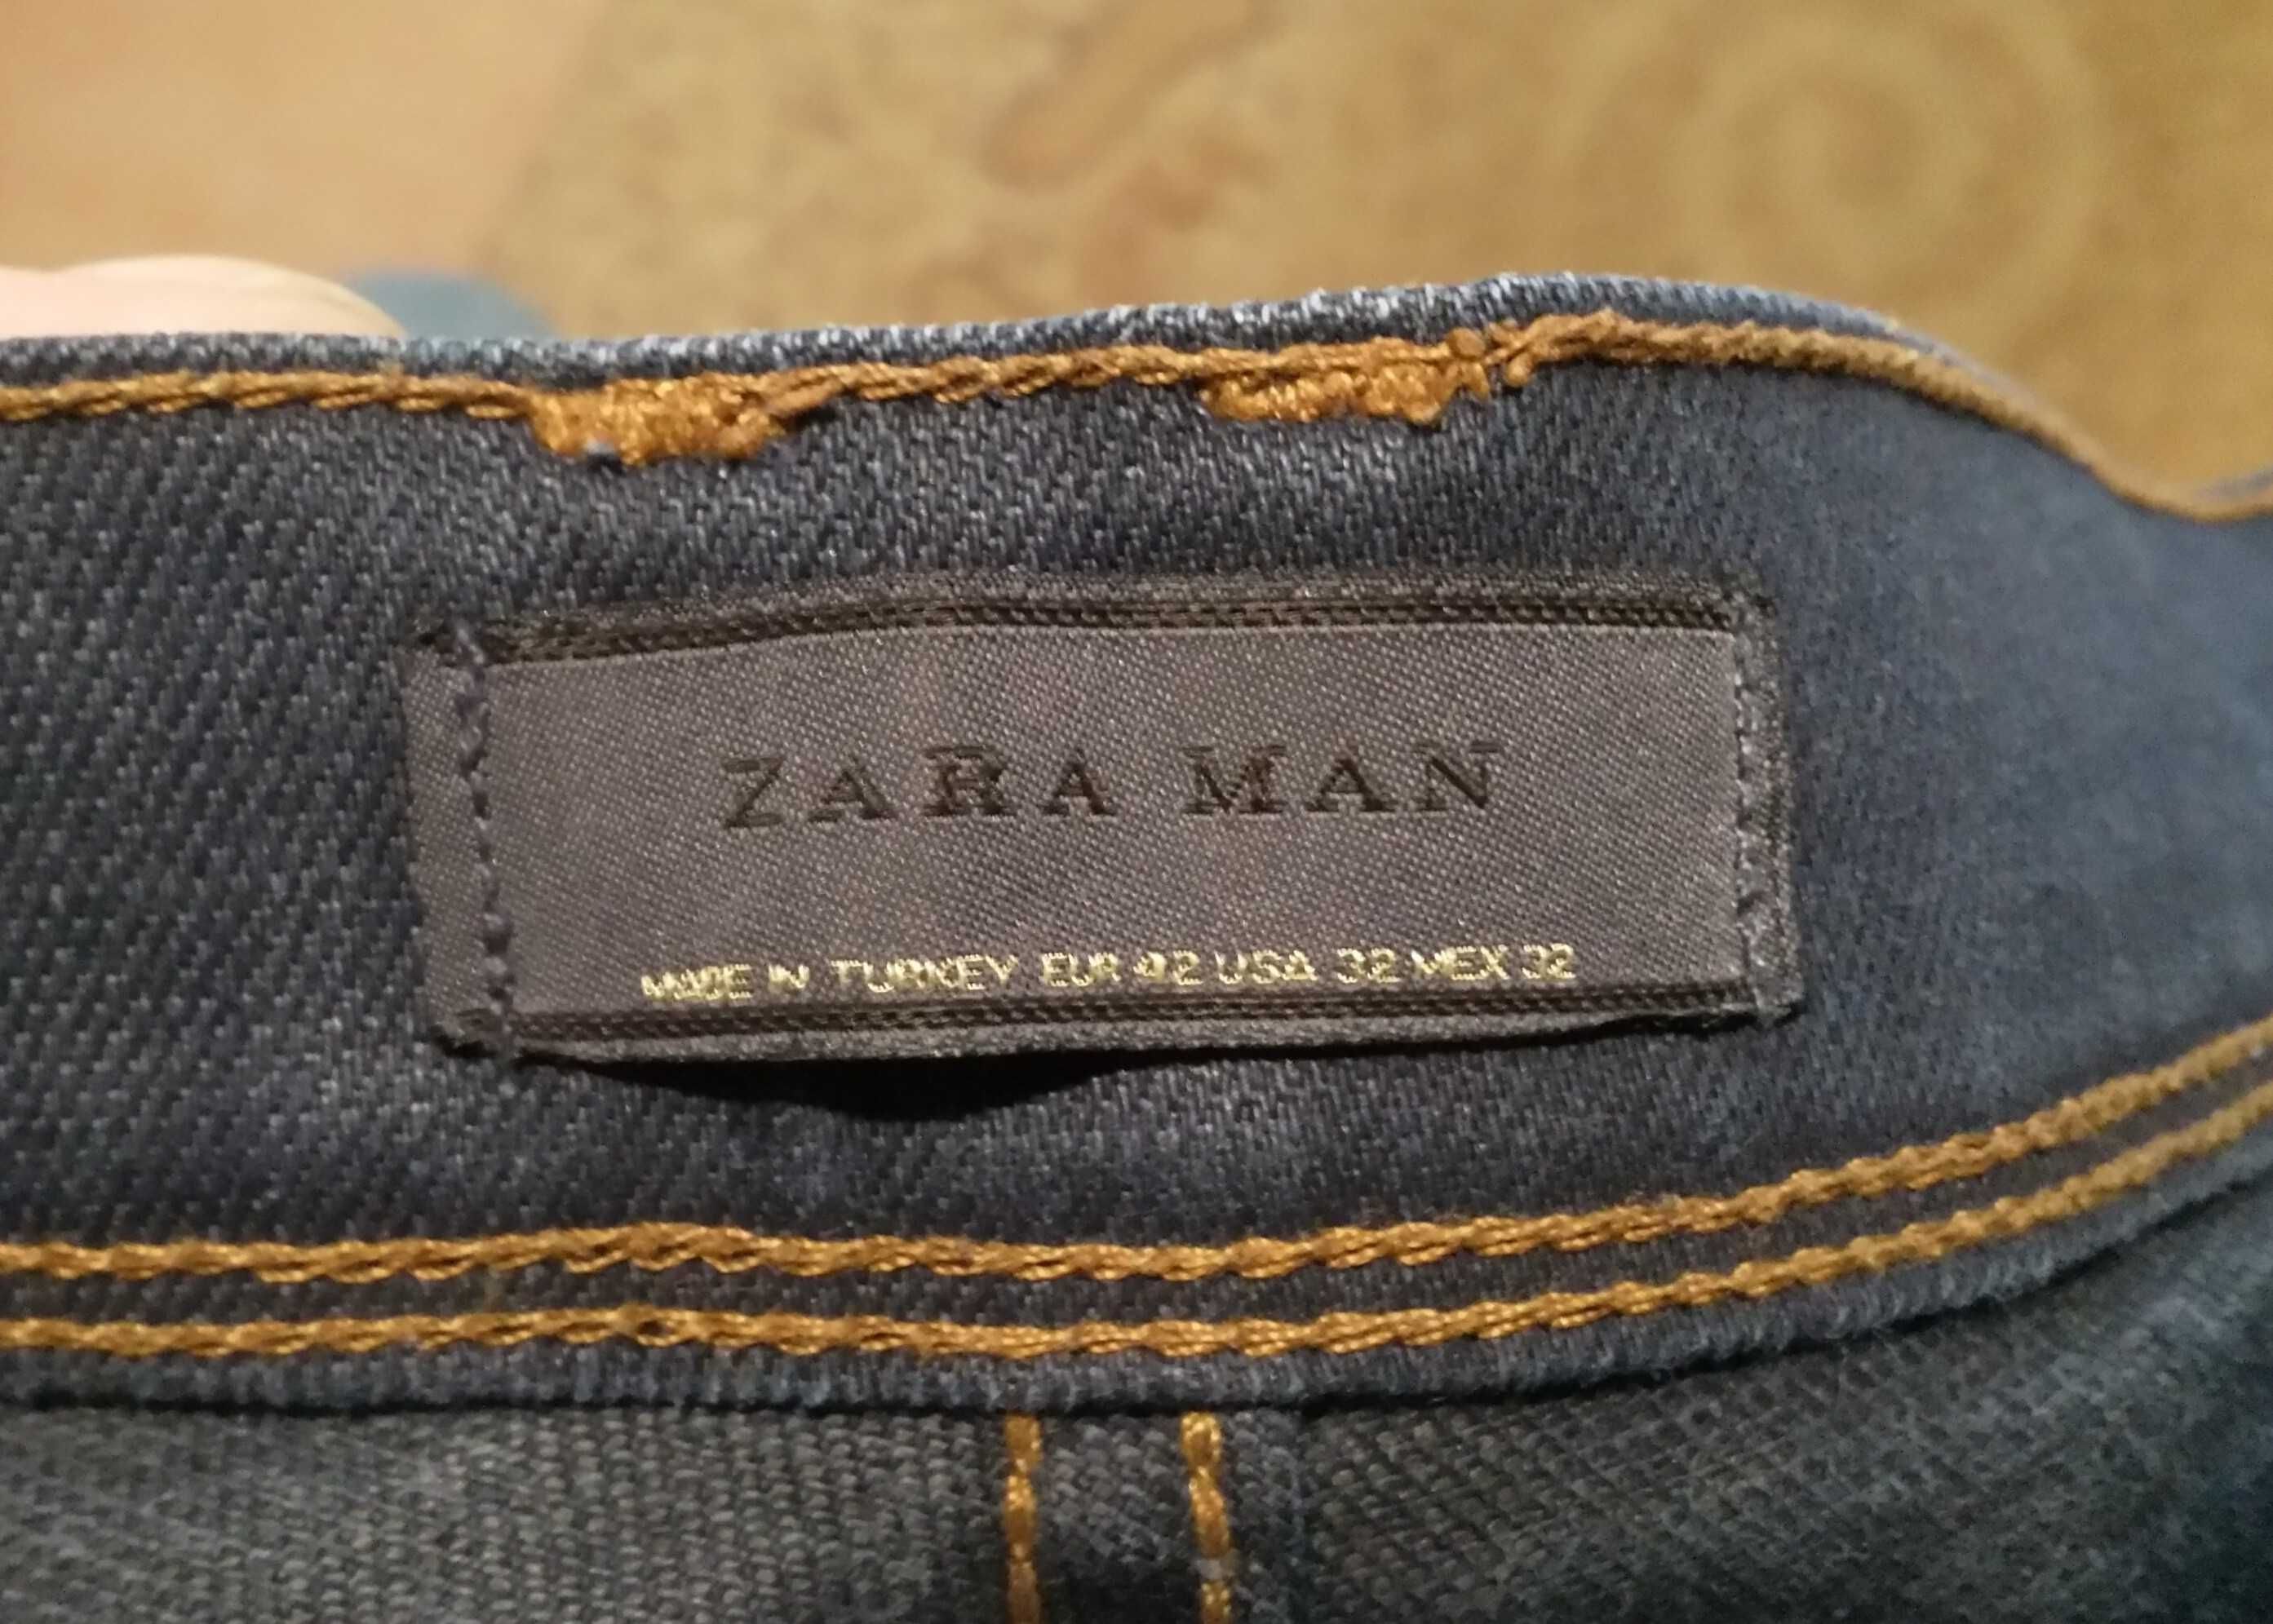 ZARA MAN
MADE IN TURKEY EUR 42 USA 32 MEX 32